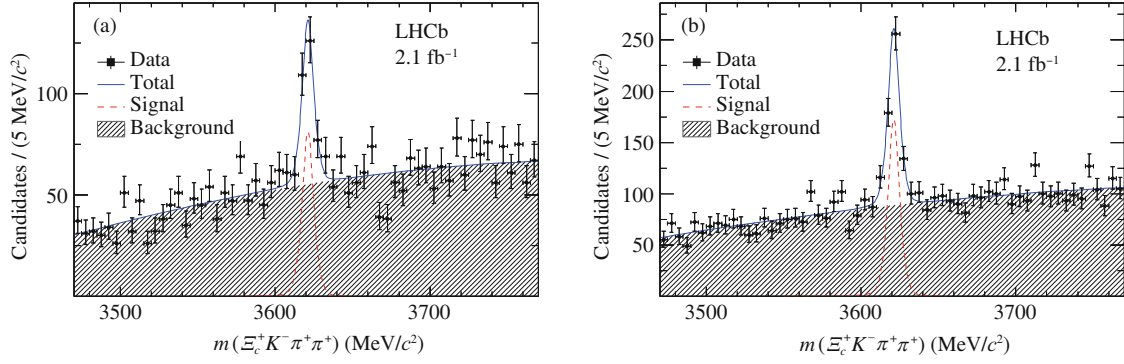 (a)
LHCb
2.1 fb⁻¹
Data
Total
Signal
Background
Candidates / (5 MeV/c²)
100
50
3500 3600 3700
m (Ξc⁺K⁻π⁺π⁺) (MeV/c²)
(b)
LHCb
2.1 fb⁻¹
Data
Total
Signal
Background
Candidates / (5 MeV/c²)
250
200
150
100
50
3500 3600 3700
m (Ξc⁺K⁻π⁺π⁺) (MeV/c²)